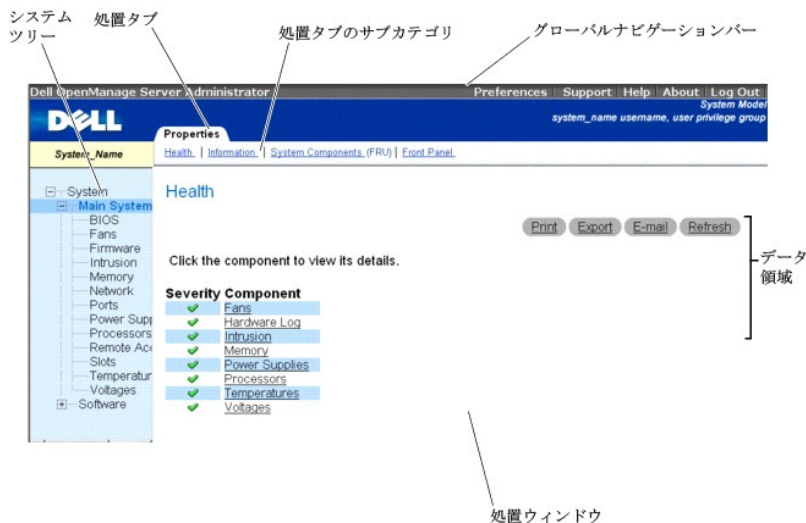 システム
ツリー
処置タブ
処置タブのサブカテゴリ
グローバルナビゲーションバー
Dell OpenManage Server Administrator
Preferences Support Help About Log Out
System Model
system_name username, user privilege group
DELL
Properties
System_Name
Health | Information | System Components (FRU) | Front Panel
System
Main System
BIOS
Fans
Firmware
Intrusion
Memory
Network
Ports
Power Supp
Processors
Remote Acc
Slots
Temperatur
Voltages
Software
Health
Print Export E-mail Refresh
データ
領域
Click the component to view its details.
Severity Component
Fans
Hardware Log
Intrusion
Memory
Power Supplies
Processors
Temperatures
Voltages
処置ウィンドウ